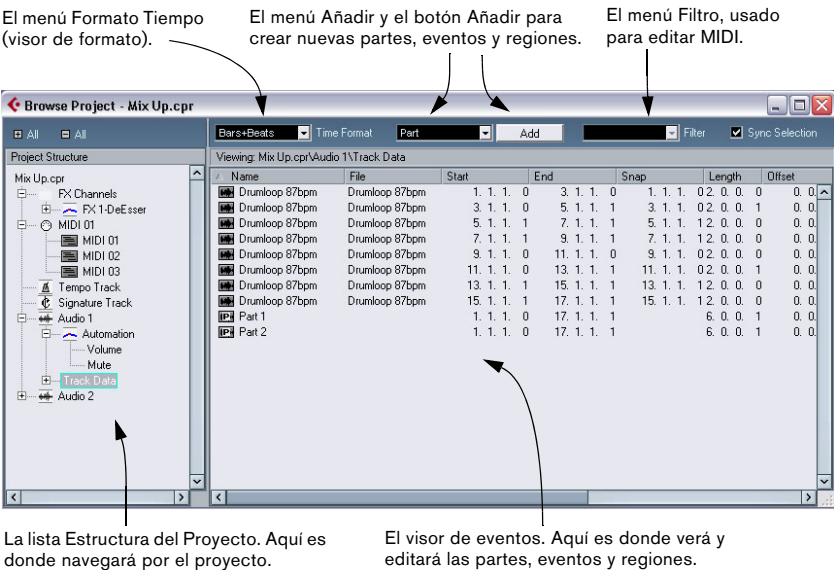 El menú Formato Tiempo
(visor de formato).
El menú Añadir y el botón Añadir para
crear nuevas partes, eventos y regiones.
El menú Filtro, usado
para editar MIDI.
Browse Project - Mix Up.cpr
All All
Bars+Beats Time Format Part Add Filter Sync Selection
Project Structure
Viewing: Mix Up.cpr\Audio 1\Track Data
Mix Up.cpr
FX Channels
FX 1-DeEsser
MIDI 01
MIDI 01
MIDI 02
MIDI 03
Tempo Track
Signature Track
Audio 1
Automation
Volume
Mute
Track Data
Audio 2
Name File Start End Snap Length Offset
Drumloop 87bpm Drumloop 87bpm 1. 1. 1. 0 3. 1. 1. 0 1. 1. 1. 0 2. 0. 0. 0 0. 0.
Drumloop 87bpm Drumloop 87bpm 3. 1. 1. 0 5. 1. 1. 1 3. 1. 1. 0 2. 0. 0. 1 0. 0.
Drumloop 87bpm Drumloop 87bpm 5. 1. 1. 1 7. 1. 1. 1 5. 1. 1. 1 2. 0. 0. 0 0. 0.
Drumloop 87bpm Drumloop 87bpm 7. 1. 1. 1 9. 1. 1. 1 7. 1. 1. 1 2. 0. 0. 0 0. 0.
Drumloop 87bpm Drumloop 87bpm 9. 1. 1. 0 11. 1. 1. 0 9. 1. 1. 0 2. 0. 0. 0 0. 0.
Drumloop 87bpm Drumloop 87bpm 11. 1. 1. 0 13. 1. 1. 1 11. 1. 1. 0 2. 0. 0. 1 0. 0.
Drumloop 87bpm Drumloop 87bpm 13. 1. 1. 1 15. 1. 1. 1 13. 1. 1. 1 2. 0. 0. 0 0. 0.
Drumloop 87bpm Drumloop 87bpm 15. 1. 1. 1 17. 1. 1. 1 15. 1. 1. 1 2. 0. 0. 0 0. 0.
Part 1 1. 1. 1. 0 17. 1. 1. 1 6. 0. 0. 1 0. 0.
Part 2 1. 1. 1. 0 17. 1. 1. 1 6. 0. 0. 1 0. 0.
La lista Estructura del Proyecto. Aquí es
donde navegará por el proyecto.
El visor de eventos. Aquí es donde verá y
editará las partes, eventos y regiones.